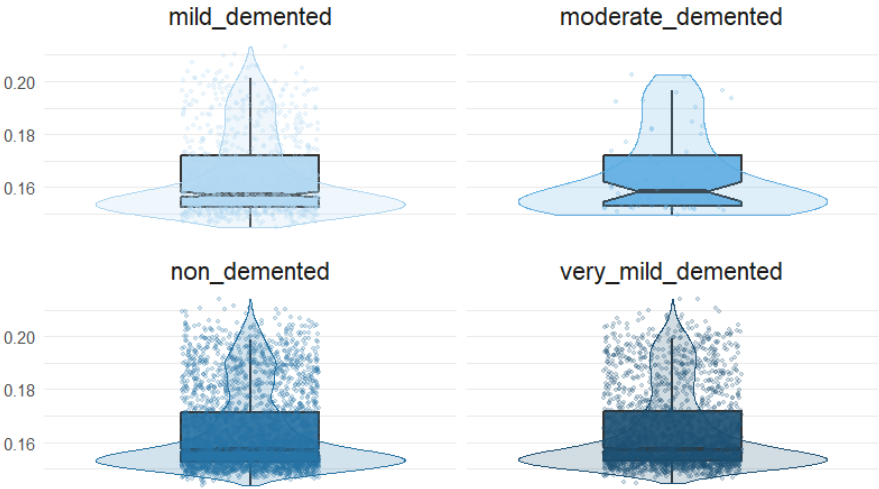 mild_demented
moderate_demented
0.20
0.18
0.16
non_demented
very_mild_demented
0.20
0.18
0.16